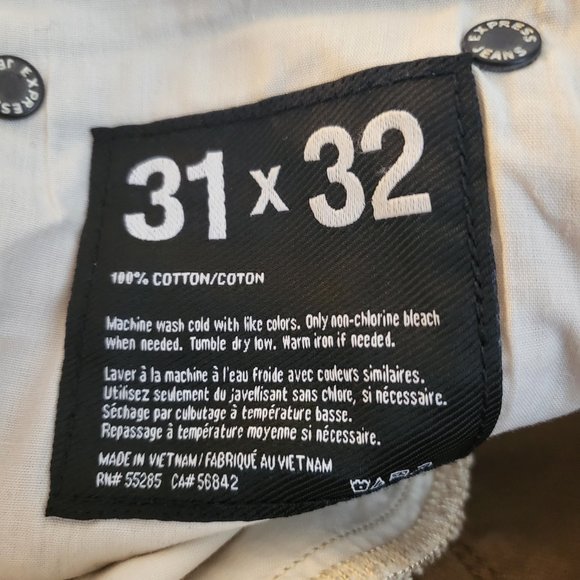 EXPRESS JEANS
EXPRESS JE
31 x 32
100% COTTON/COTON
Machine wash cold with like colors. Only non-chlorine bleach
when needed. Tumble dry low. Warm iron if needed.
Laver à la machine à l'eau froide avec couleurs similaires.
Utilisez seulement du javellisant sans chlore, si nécessaire.
Séchage par culbutage à température basse.
Repassage à température moyenne si nécessaire.
MADE IN VIETNAM/FABRIQUÉ AU VIETNAM
RN# 55285 CA# 56842